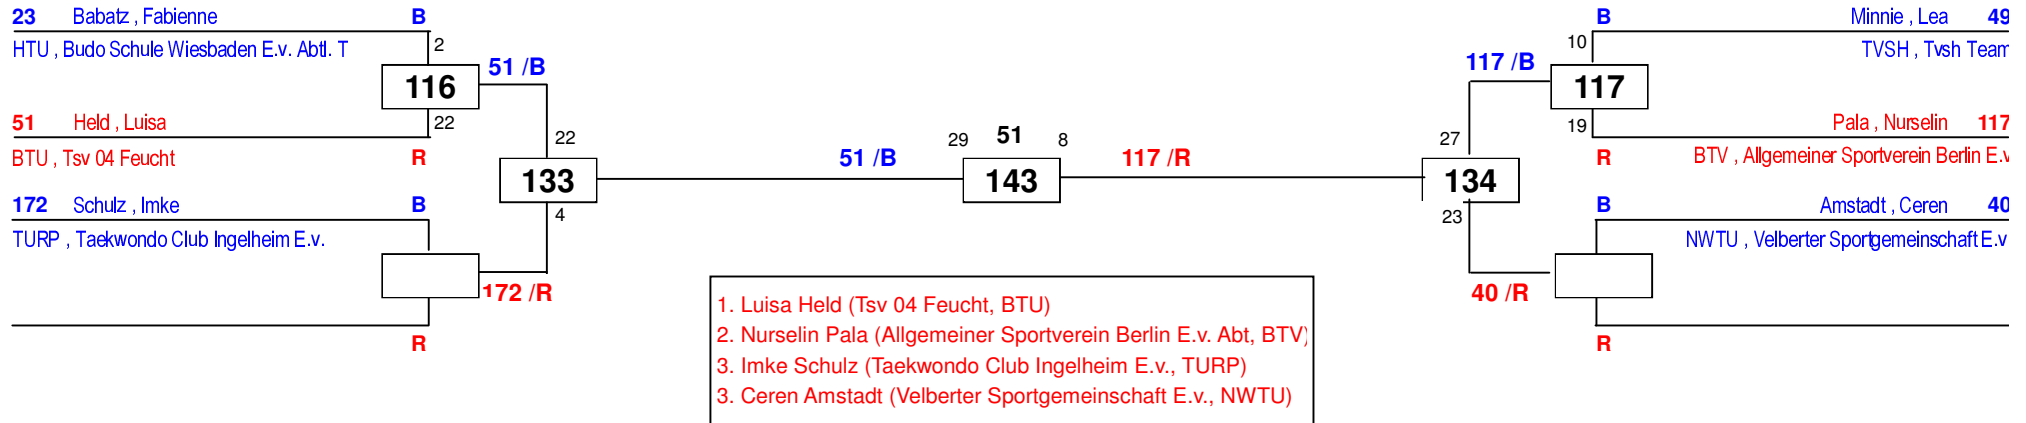 23 Babatz , Fabienne B
HTU , Budo Schule Wiesbaden E.v. Abtl. T
2
116
51 /B
51 Held , Luisa
22
BTU , Tsv 04 Feucht R
22
133
4
172 Schulz , Imke B
TURP , Taekwondo Club Ingelheim E.v.
172 /R
R
51 /B
29 51 8
143
117 /R
B Minnie , Lea 49
10
TVSH , Tvsh Team
117 /B
117
Pala , Nurselin 117
19
R BTV , Allgemeiner Sportverein Berlin E.v
27
134
23
B Amstadt , Ceren 40
NWTU , Velberter Sportgemeinschaft E.v
40 /R
R
1. Luisa Held (Tsv 04 Feucht, BTU)
2. Nurselin Pala (Allgemeiner Sportverein Berlin E.v. Abt, BTV)
3. Imke Schulz (Taekwondo Club Ingelheim E.v., TURP)
3. Ceren Amstadt (Velberter Sportgemeinschaft E.v., NWTU)